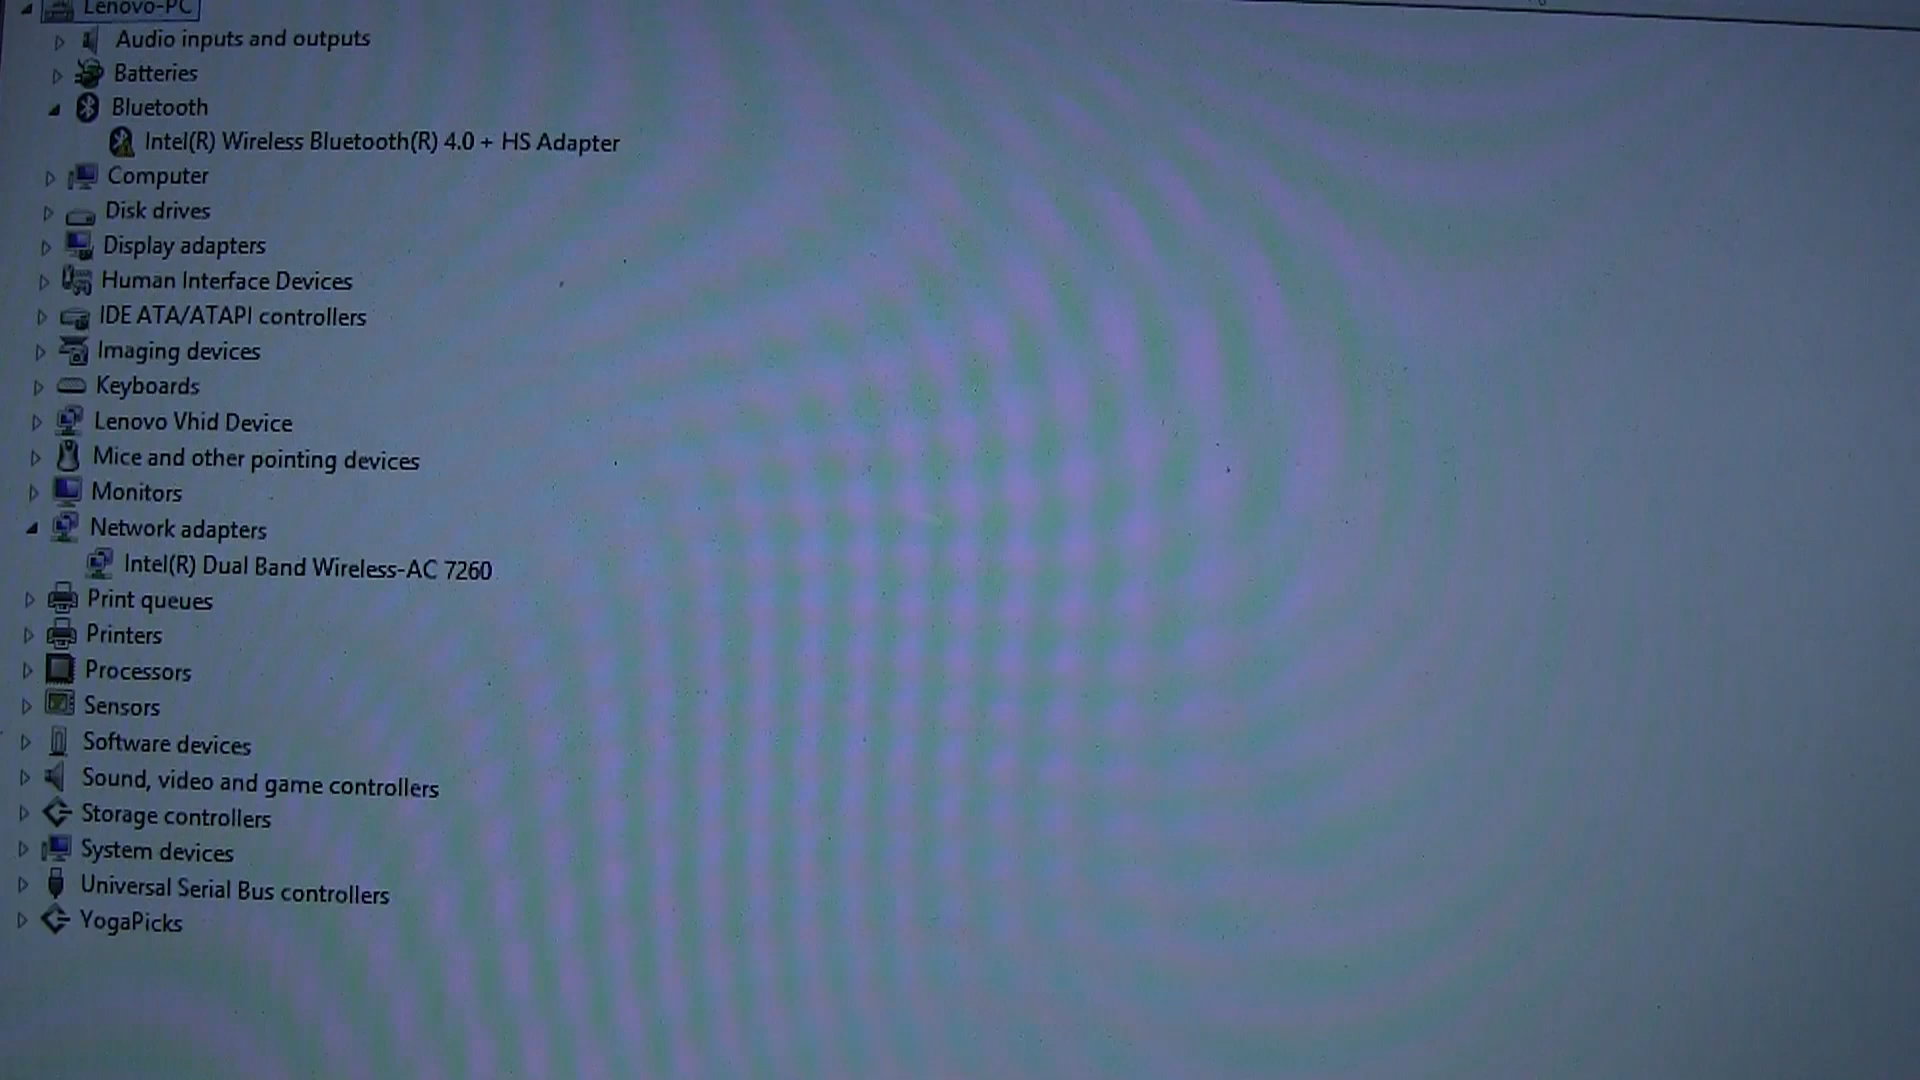 Lenovo-PC
Audio inputs and outputs
Batteries
Bluetooth
Intel(R) Wireless Bluetooth(R) 4.0 + HS Adapter
Computer
Disk drives
Display adapters
Human Interface Devices
IDE ATA/ATAPI controllers
Imaging devices
Keyboards
Lenovo Vhid Device
Mice and other pointing devices
Monitors
Network adapters
Intel(R) Dual Band Wireless-AC 7260
Print queues
Printers
Processors
Sensors
Software devices
Sound, video and game controllers
Storage controllers
System devices
Universal Serial Bus controllers
YogaPicks